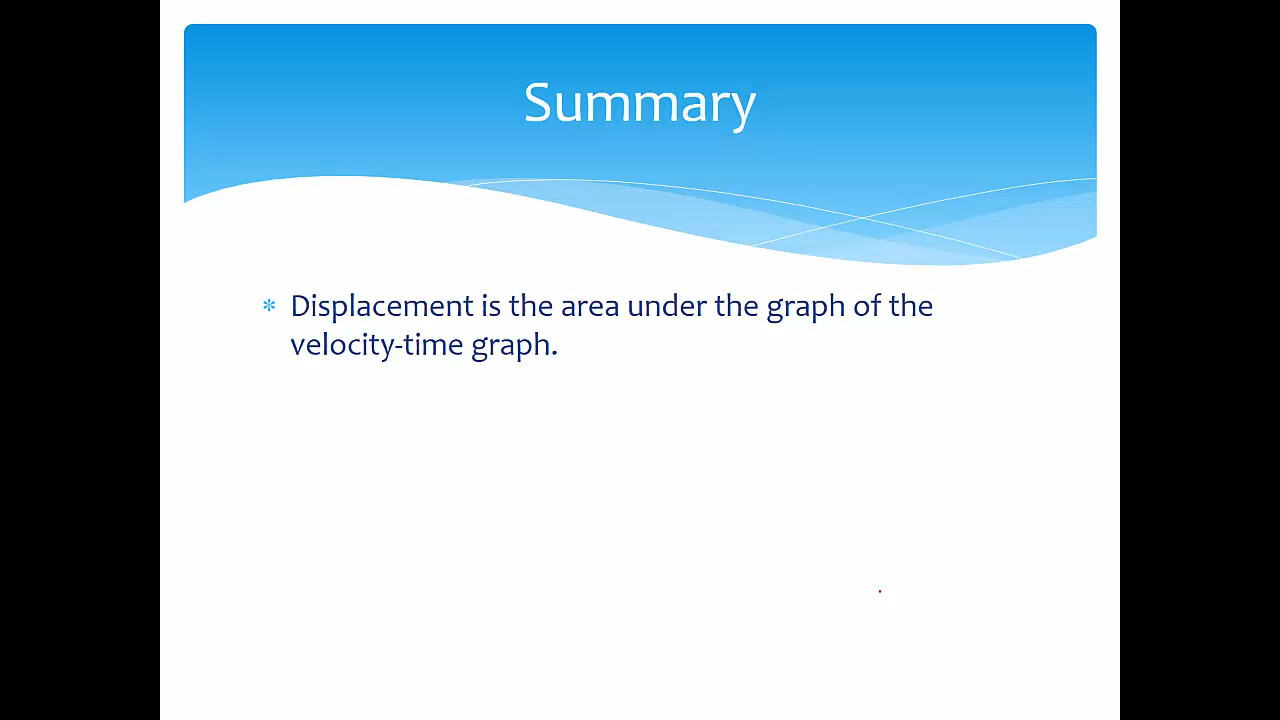 Summary
* Displacement is the area under the graph of the
velocity-time graph.